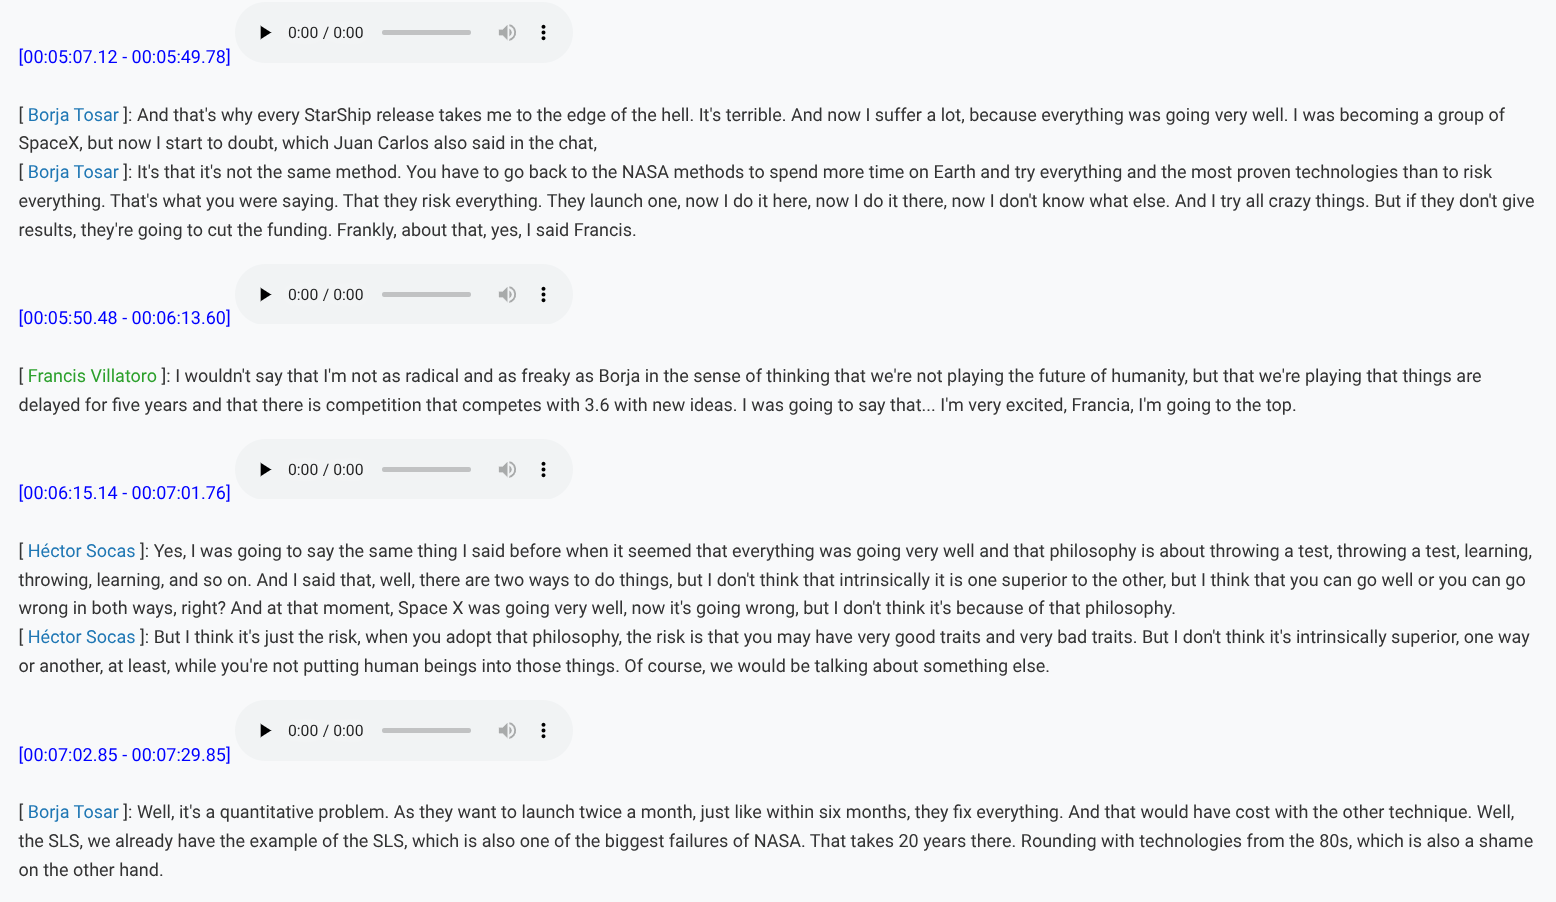 0:00 / 0:00
[00:05:07.12 - 00:05:49.78]
[ Borja Tosar ]: And that's why every StarShip release takes me to the edge of the hell. It's terrible. And now I suffer a lot, because everything was going very well. I was becoming a group of
SpaceX, but now I start to doubt, which Juan Carlos also said in the chat,
[ Borja Tosar ]: It's that it's not the same method. You have to go back to the NASA methods to spend more time on Earth and try everything and the most proven technologies than to risk
everything. That's what you were saying. That they risk everything. They launch one, now I do it here, now I do it there, now I don't know what else. And I try all crazy things. But if they don't give
results, they're going to cut the funding. Frankly, about that, yes, I said Francis.
0:00 / 0:00
[00:05:50.48 - 00:06:13.60]
[ Francis Villatoro ]: I wouldn't say that I'm not as radical and as freaky as Borja in the sense of thinking that we're not playing the future of humanity, but that we're playing that things are
delayed for five years and that there is competition that competes with 3.6 with new ideas. I was going to say that... I'm very excited, Francia, I'm going to the top.
0:00 / 0:00
[00:06:15.14 - 00:07:01.76]
[ Héctor Socas ]: Yes, I was going to say the same thing I said before when it seemed that everything was going very well and that philosophy is about throwing a test, throwing a test, learning,
throwing, learning, and so on. And I said that, well, there are two ways to do things, but I don't think that intrinsically it is one superior to the other, but I think that you can go well or you can go
wrong in both ways, right? And at that moment, Space X was going very well, now it's going wrong, but I don't think it's because of that philosophy.
[ Héctor Socas ]: But I think it's just the risk, when you adopt that philosophy, the risk is that you may have very good traits and very bad traits. But I don't think it's intrinsically superior, one way
or another, at least, while you're not putting human beings into those things. Of course, we would be talking about something else.
0:00 / 0:00
[00:07:02.85 - 00:07:29.85]
[ Borja Tosar ]: Well, it's a quantitative problem. As they want to launch twice a month, just like within six months, they fix everything. And that would have cost with the other technique. Well,
the SLS, we already have the example of the SLS, which is also one of the biggest failures of NASA. That takes 20 years there. Rounding with technologies from the 80s, which is also a shame
on the other hand.